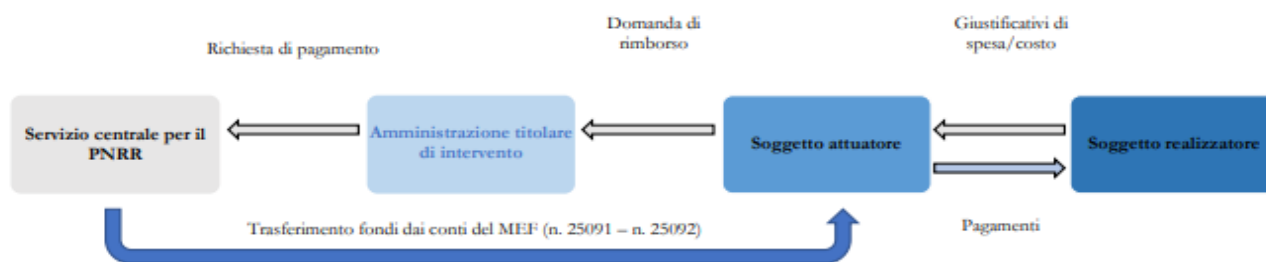 Domanda di
rimborso
Giustificativi di
spesa/costo
Richiesta di pagamento
Servizio centrale per il
PNRR
Amministrazione titolare
di intervento
Soggetto attuatore
Soggetto realizzatore
Trasferimento fondi dai conti del MEF (n. 25091 – n. 25092)
Pagamenti